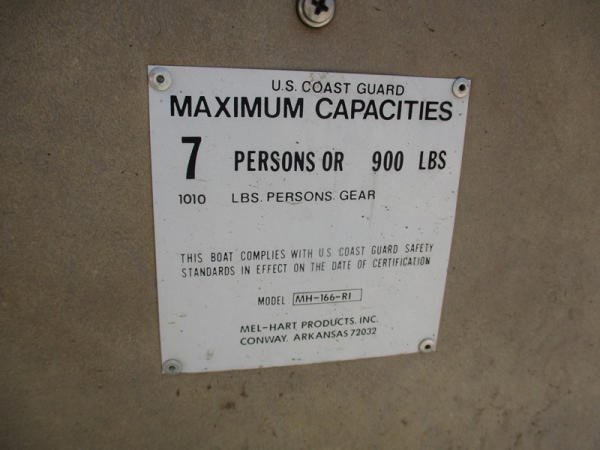 U.S. COAST GUARD
MAXIMUM CAPACITIES
7 PERSONS OR 900 LBS
1010 LBS. PERSONS. GEAR
THIS BOAT COMPLIES WITH U.S. COAST GUARD SAFETY
STANDARDS IN EFFECT ON THE DATE OF CERTIFICATION
MODEL MH-166-RI
MEL-HART PRODUCTS, INC.
CONWAY, ARKANSAS 72032